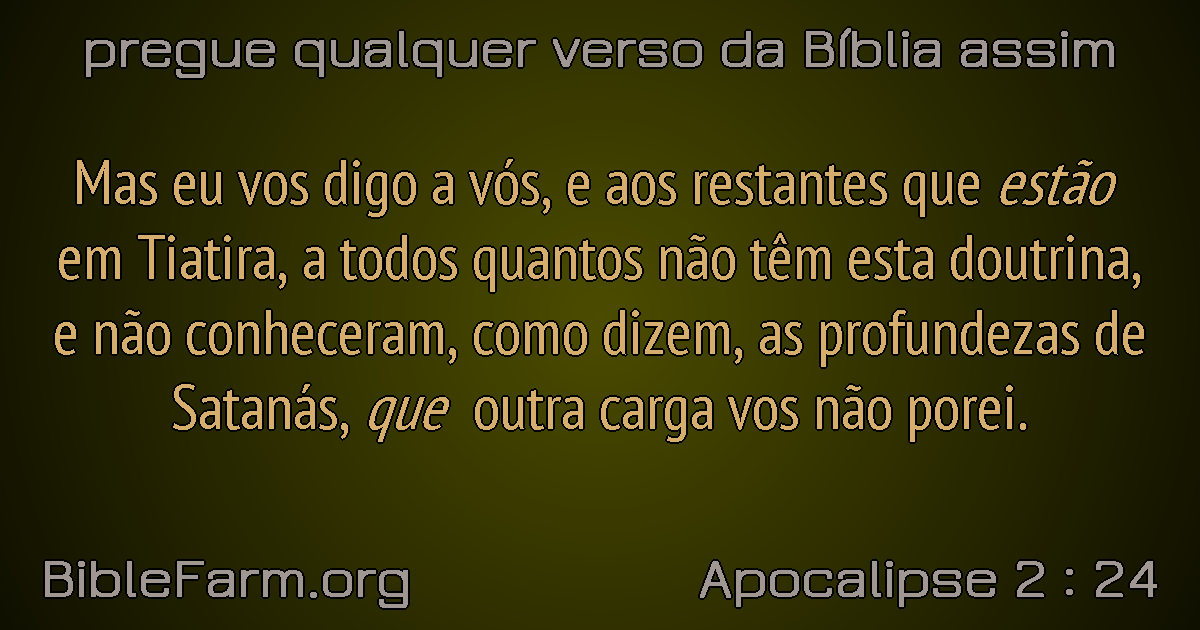 pregue qualquer verso da Bíblia assim
Mas eu vos digo a vós, e aos restantes que estão
em Tiatira, a todos quantos não têm esta doutrina,
e não conheceram, como dizem, as profundezas de
Satanás, que outra carga vos não porei.
BibleFarm.org
Apocalipse 2 : 24